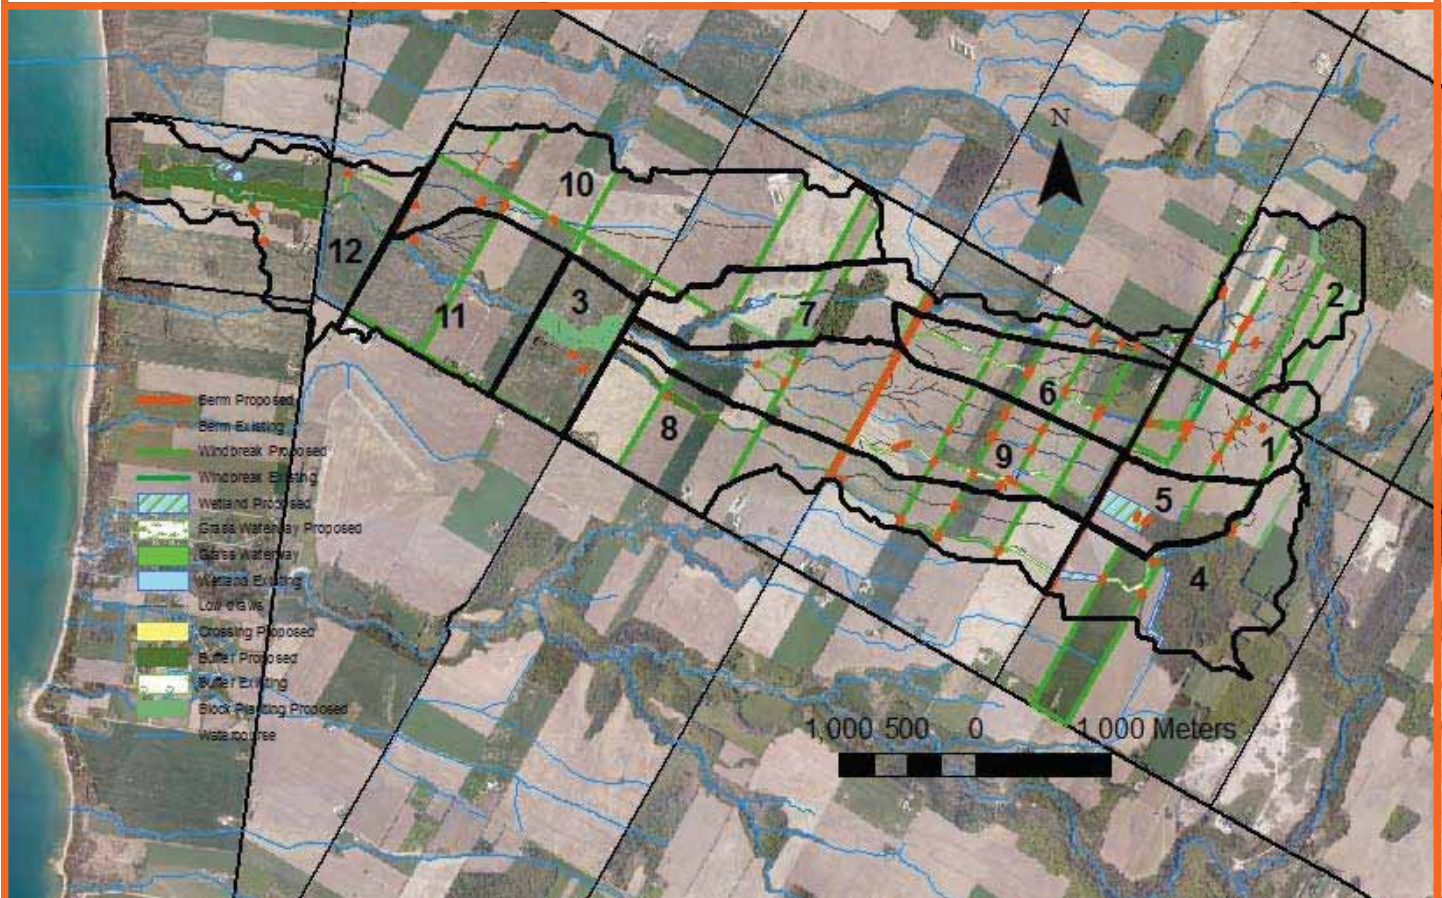 N
10
12
2
3
7
11
6
8
9
1
5
4
Berm Proposed
Berm Existing
Windbreak Proposed
Windbreak Existing
Wetland Proposed
Grass Waterway Proposed
Grass Waterway
Wetland Existing
Low draws
Crossing Proposed
Buffer Proposed
Buffer Existing
Block Planting Proposed
Watercourse
1,000 500 0 1,000 Meters